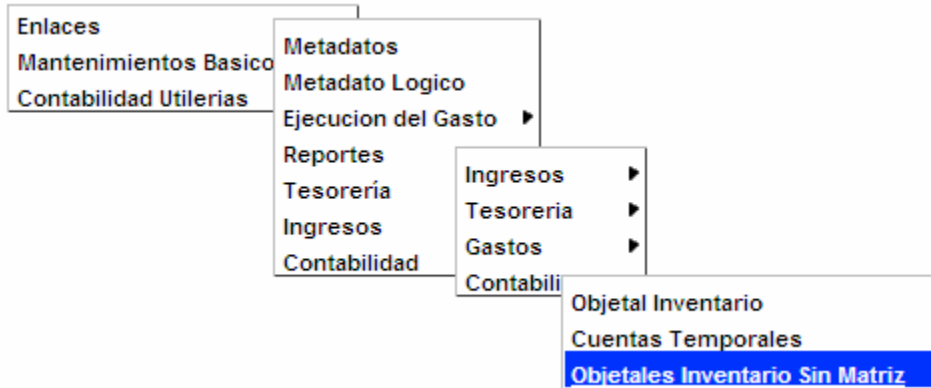 Enlaces
Mantenimientos Basico
Contabilidad Utilerias
Metadatos
Metadato Logico
Ejecucion del Gasto
Reportes
Tesorería
Ingresos
Contabilidad
Ingresos
Tesoreria
Gastos
Contabili
Objetal Inventario
Cuentas Temporales
Objetales Inventario Sin Matriz